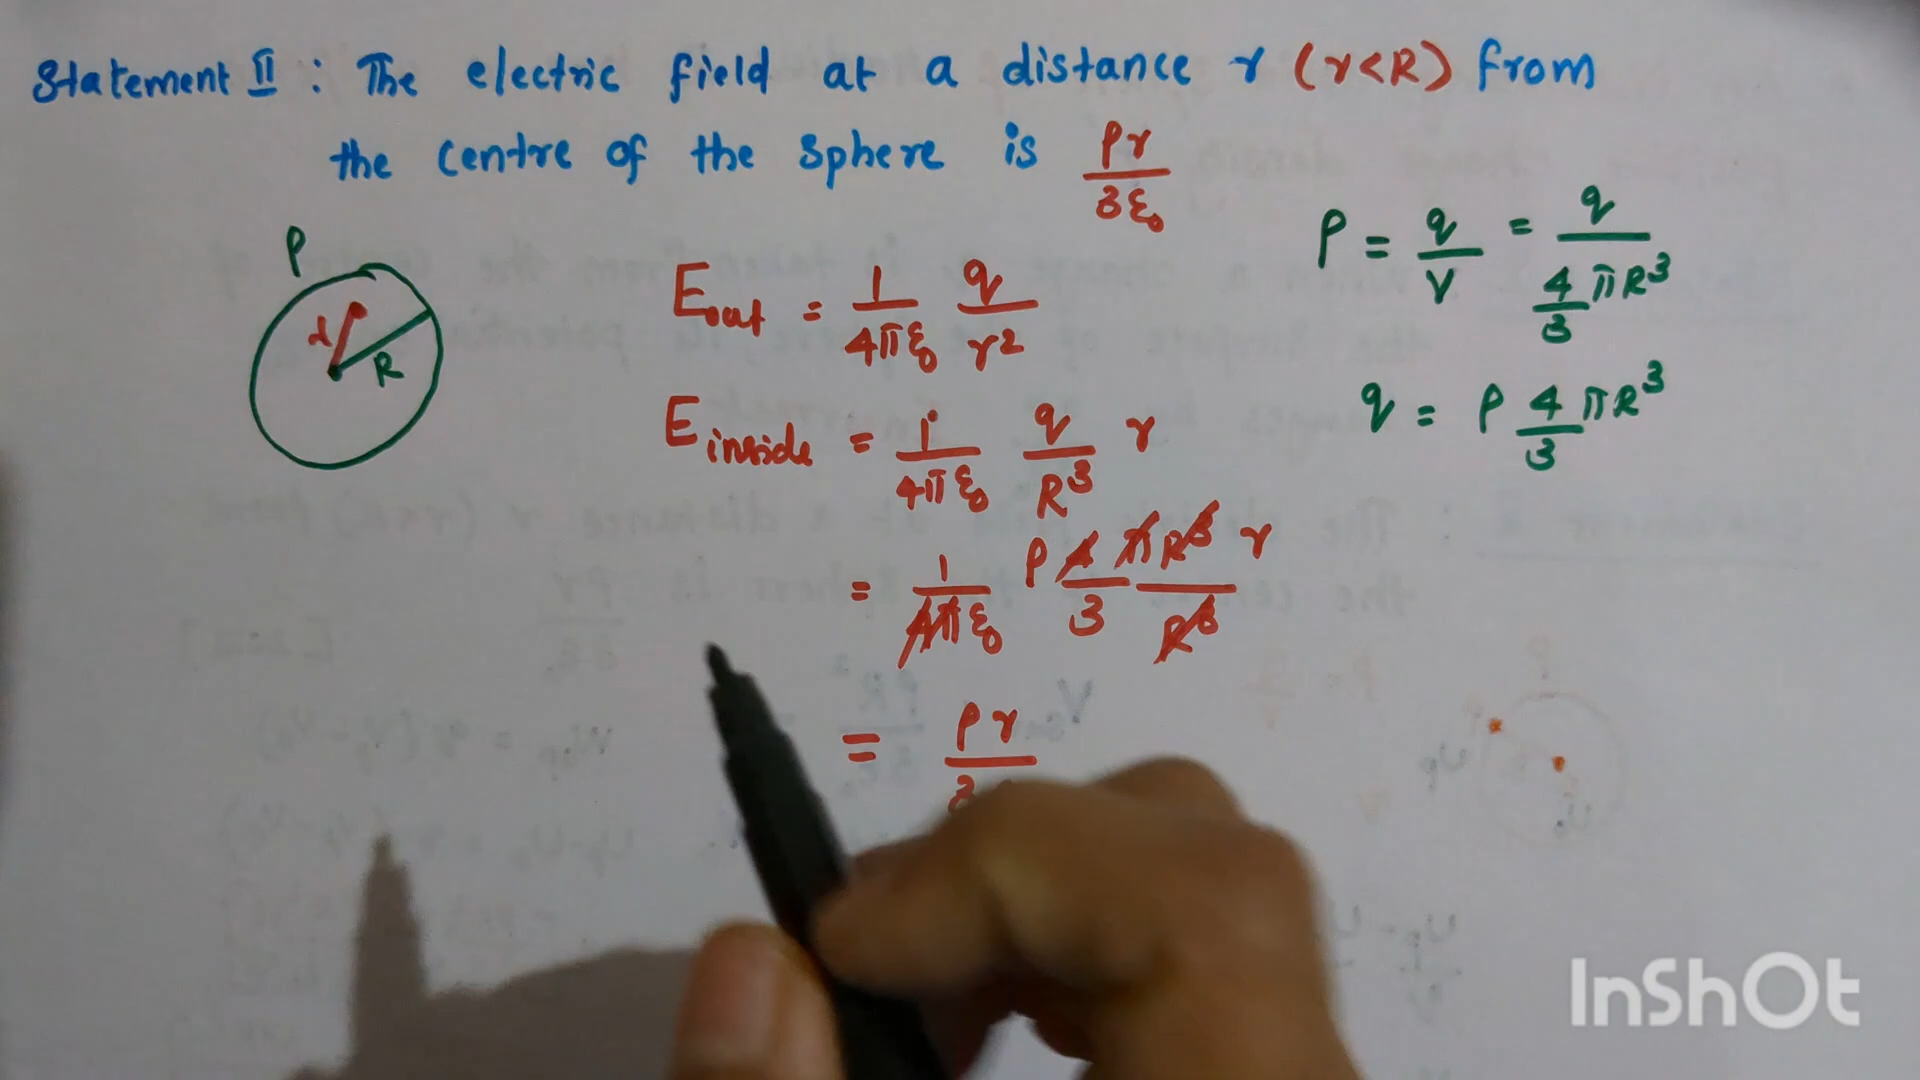 Statement II : The electric field at a distance r (r<R) from
the centre of the sphere is ρr/3ε₀
ρ
r
R
E_out = 1/4πε₀ q/r²
E_inside = 1/4πε₀ q/R³ r
= 1/4πε₀ ρ 4/3 πR³/R³ r
= ρr/3
ρ = q/V = q/(4/3 πR³)
q = ρ 4/3 πR³
InShOt